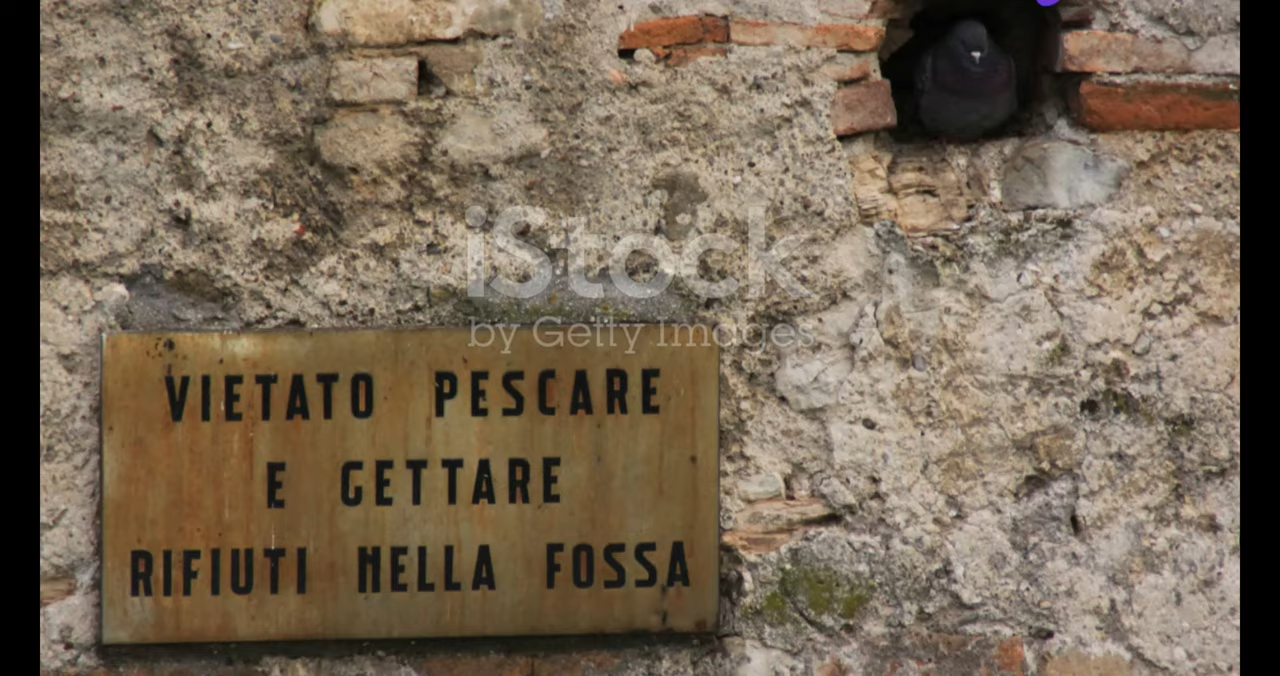 iStock
by Getty Images
VIETATO PESCARE
E GETTARE
RIFIUTI NELLA FOSSA